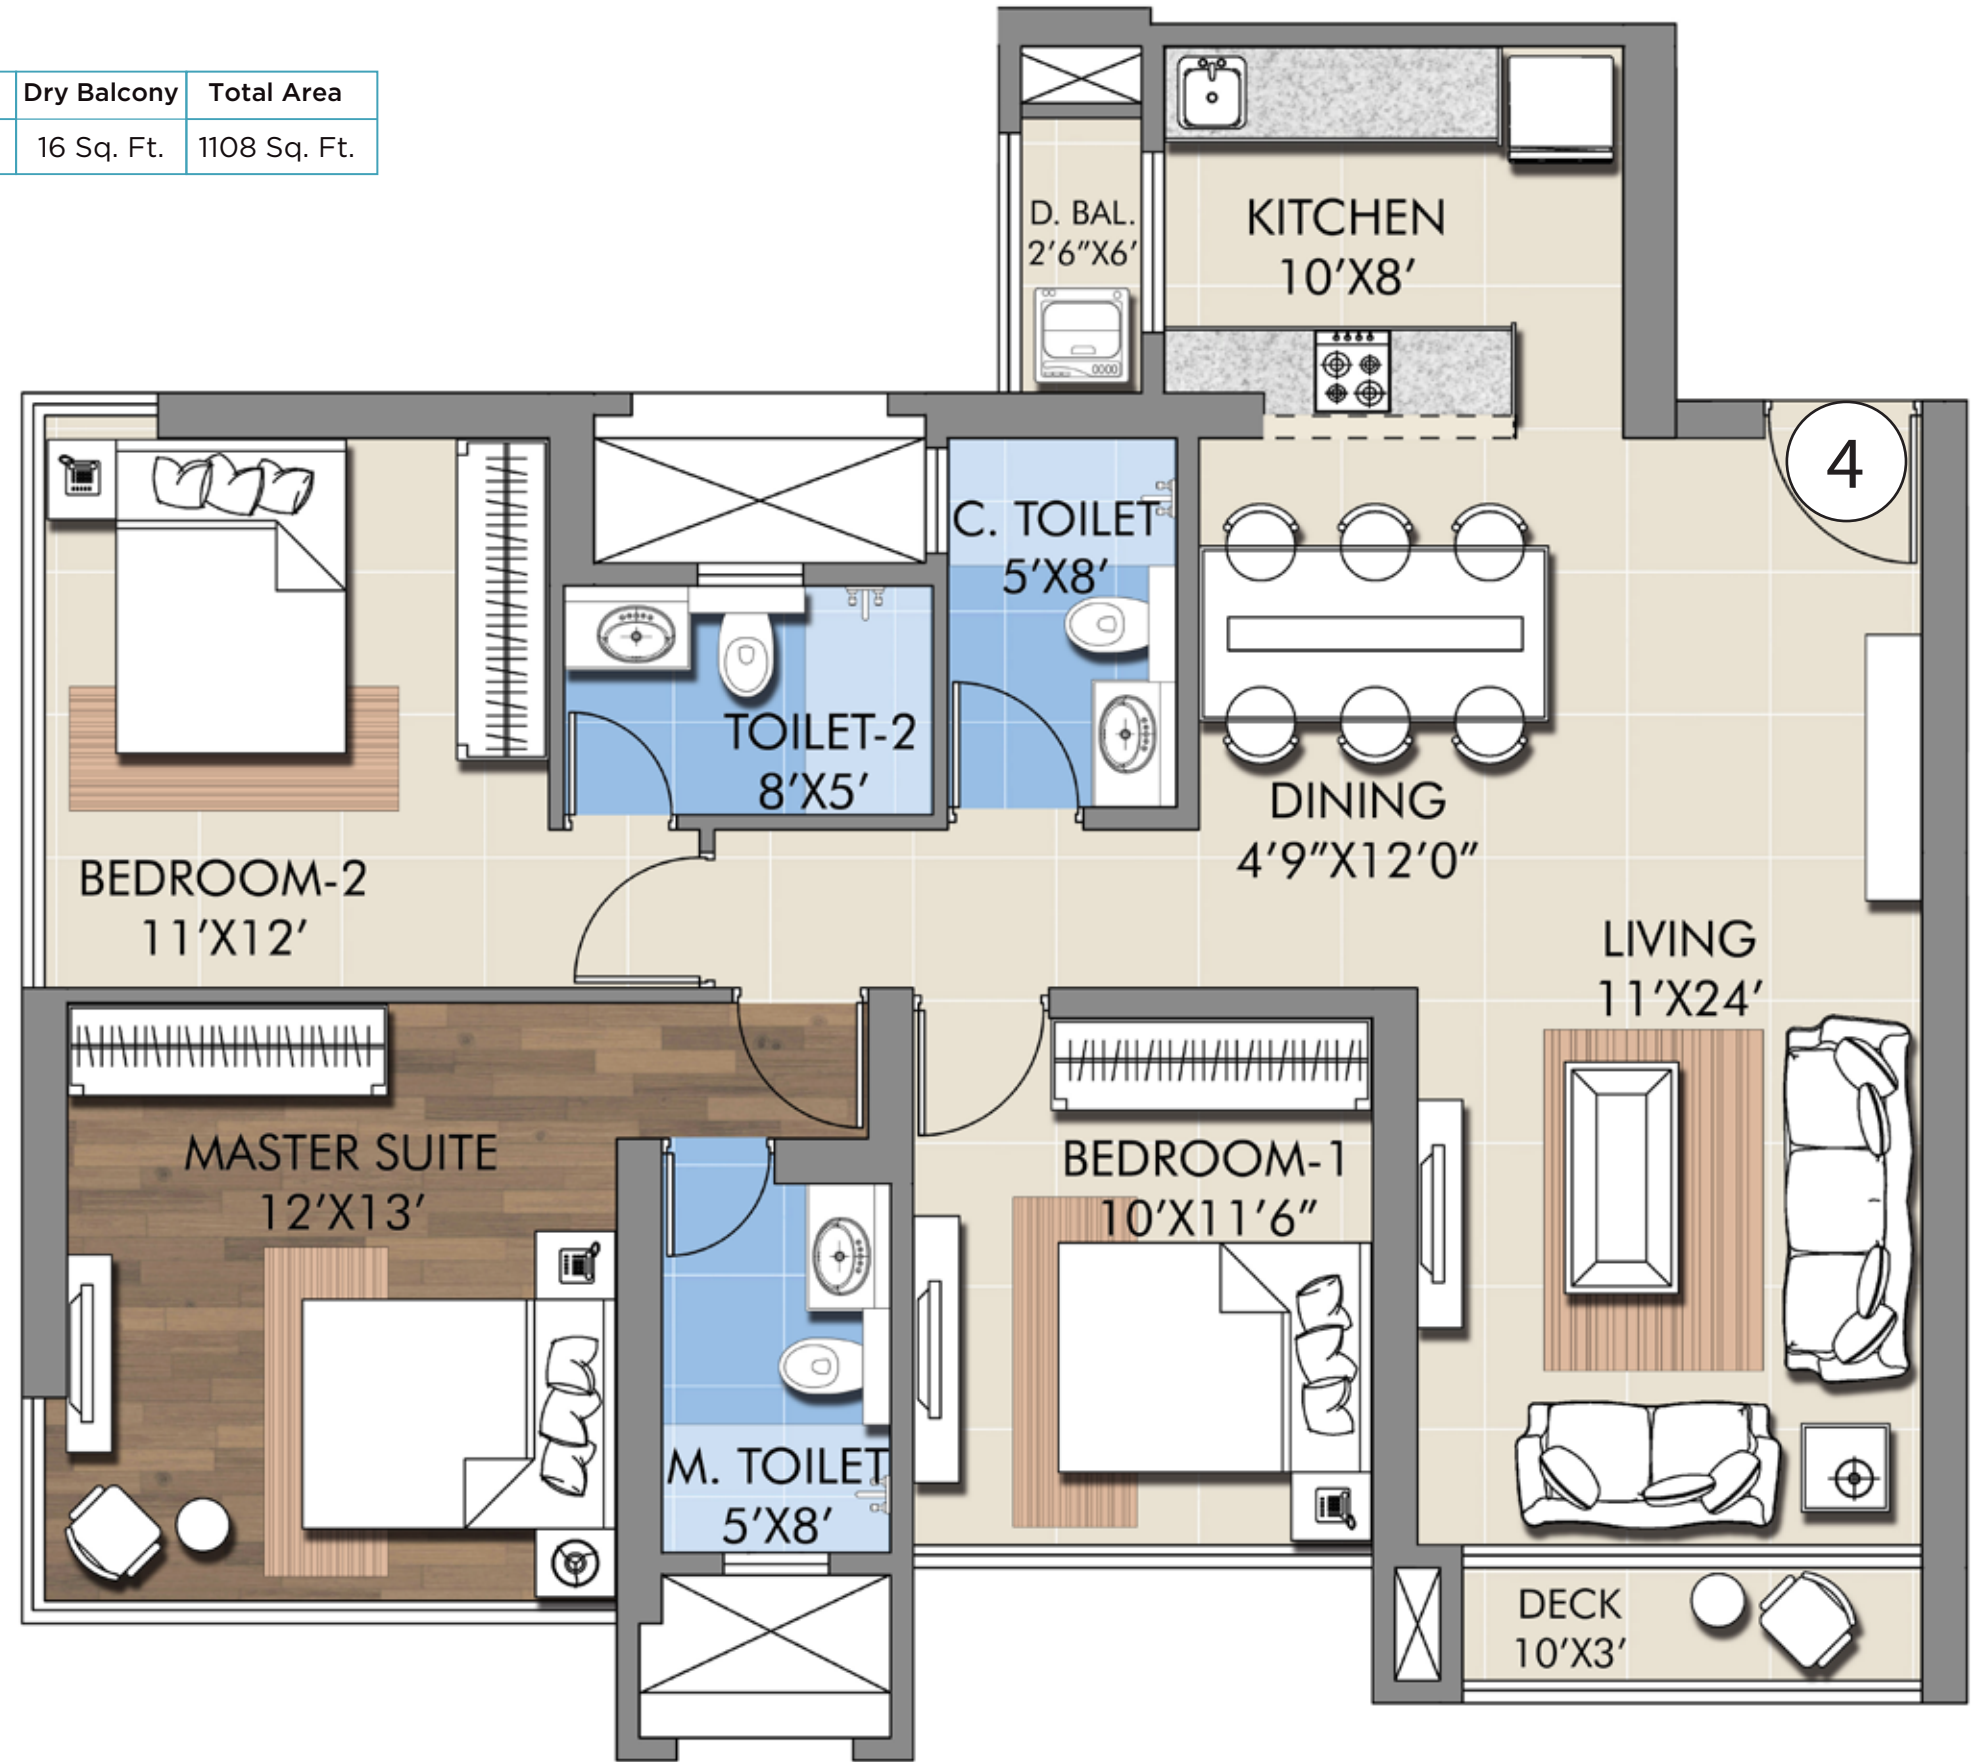 Dry Balcony Total Area
16 Sq. Ft. 1108 Sq. Ft.
D. BAL.
2'6"X6'
KITCHEN
10'X8'
4
C. TOILET
5'X8'
TOILET-2
8'X5'
DINING
4'9"X12'0"
BEDROOM-2
11'X12'
LIVING
11'X24'
MASTER SUITE
12'X13'
BEDROOM-1
10'X11'6"
M. TOILET
5'X8'
DECK
10'X3'